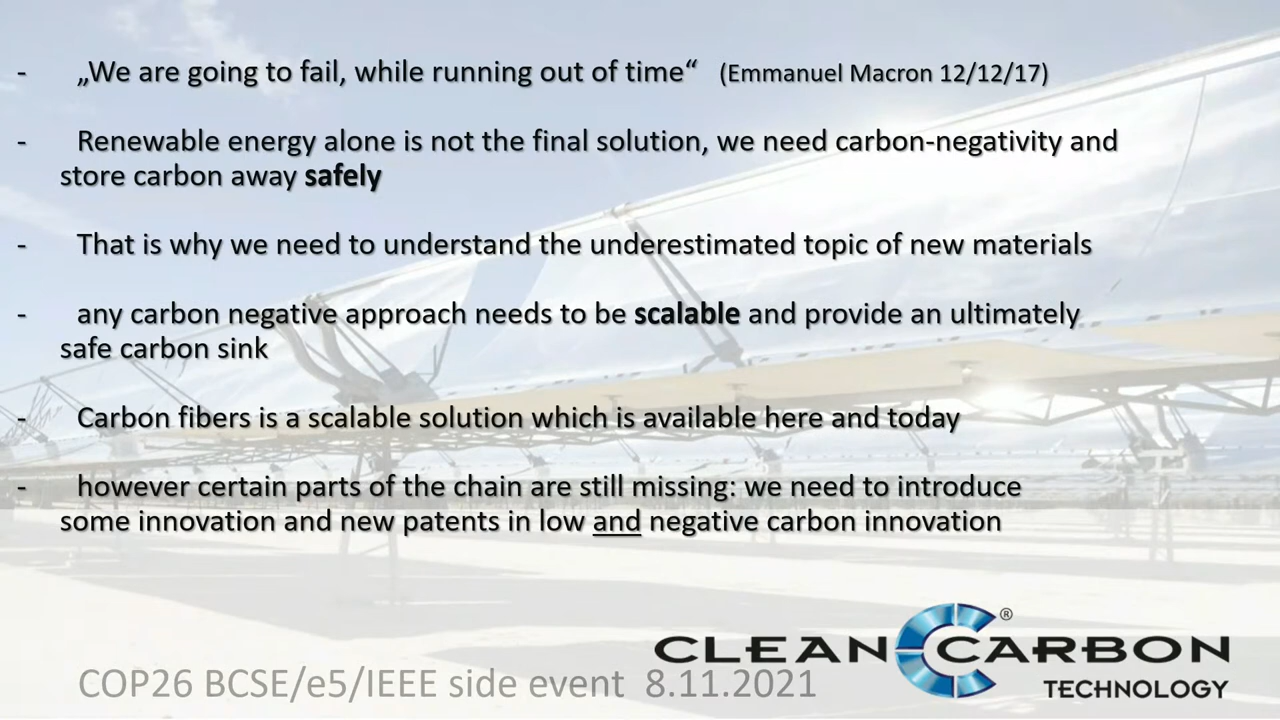 - „We are going to fail, while running out of time“ (Emmanuel Macron 12/12/17)
- Renewable energy alone is not the final solution, we need carbon-negativity and
store carbon away safely
- That is why we need to understand the underestimated topic of new materials
- any carbon negative approach needs to be scalable and provide an ultimately
safe carbon sink
- Carbon fibers is a scalable solution which is available here and today
- however certain parts of the chain are still missing: we need to introduce
some innovation and new patents in low and negative carbon innovation
CLEAN CARBON ®
TECHNOLOGY
COP26 BCSE/e5/IEEE side event 8.11.2021